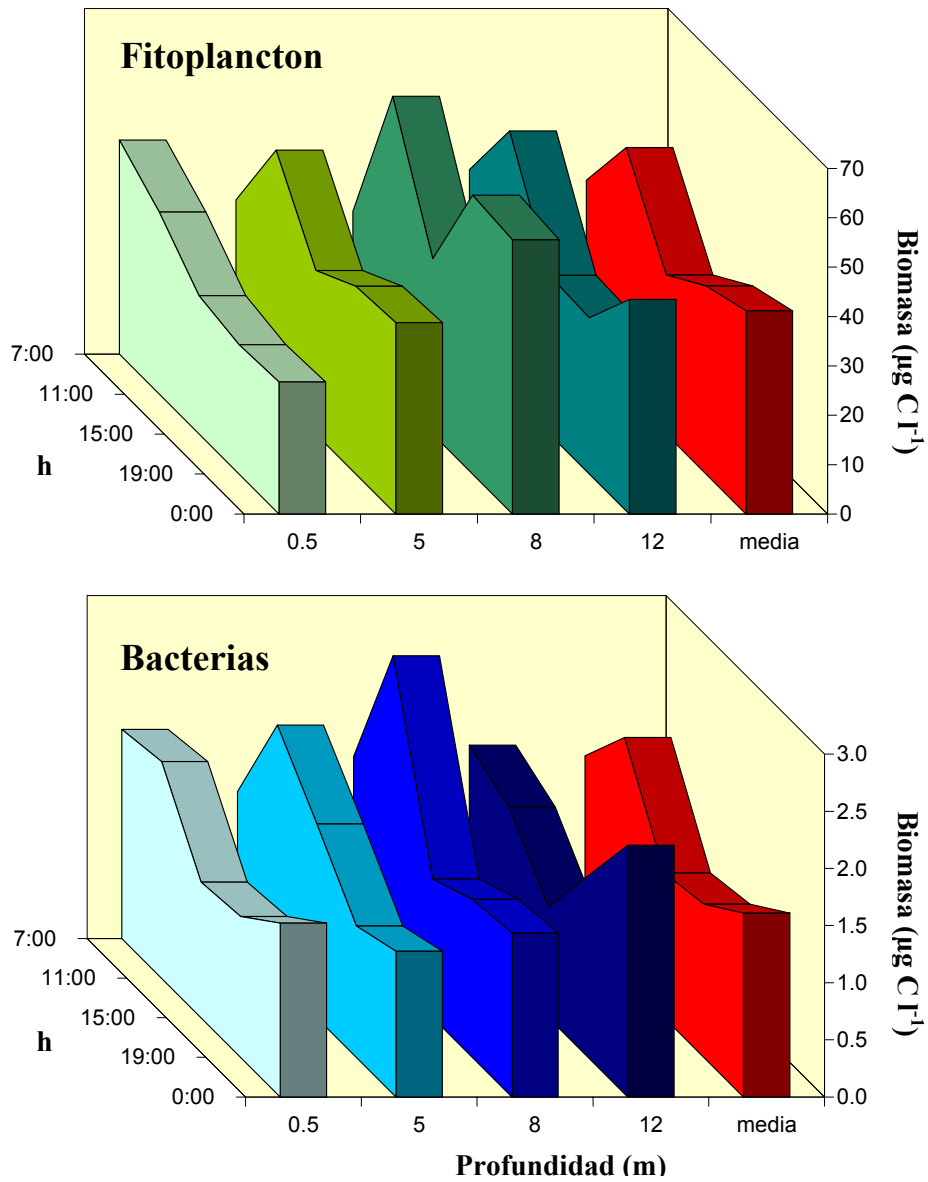 Fitoplancton
70
60
50
40
30
20
10
0
Biomasa (µg C l-1)
7:00
11:00
15:00
19:00
0:00
h
0.5 5 8 12 media
Bacterias
3.0
2.5
2.0
1.5
1.0
0.5
0.0
Biomasa (µg C l-1)
7:00
11:00
15:00
19:00
0:00
h
0.5 5 8 12 media
Profundidad (m)